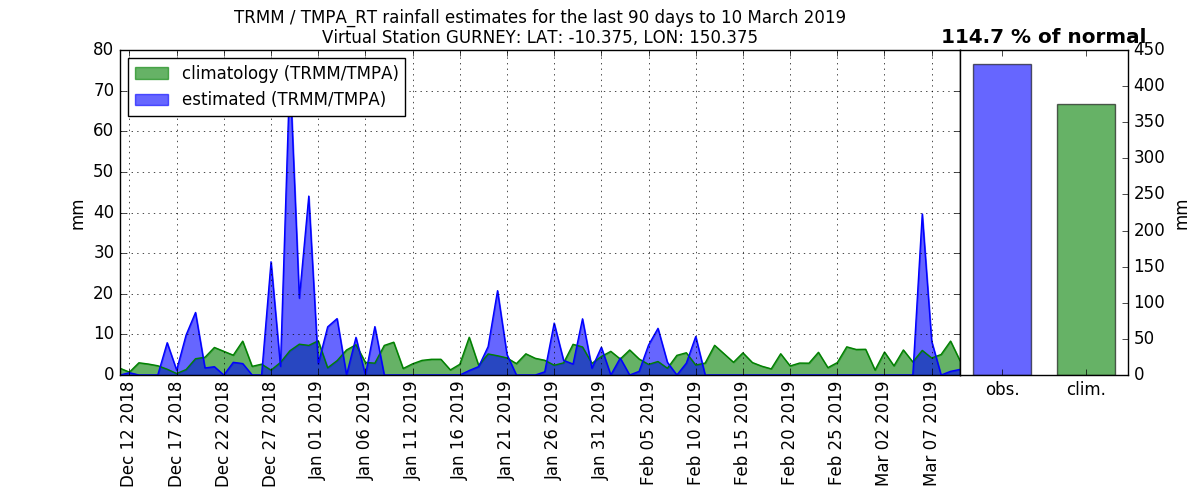 TRMM / TMPA_RT rainfall estimates for the last 90 days to 10 March 2019
Virtual Station GURNEY: LAT: -10.375, LON: 150.375
114.7 % of normal
climatology (TRMM/TMPA)
estimated (TRMM/TMPA)
80
70
60
50
40
30
20
10
0
mm
Dec 12 2018
Dec 17 2018
Dec 22 2018
Dec 27 2018
Jan 01 2019
Jan 06 2019
Jan 11 2019
Jan 16 2019
Jan 21 2019
Jan 26 2019
Jan 31 2019
Feb 05 2019
Feb 10 2019
Feb 15 2019
Feb 20 2019
Feb 25 2019
Mar 02 2019
Mar 07 2019
obs.
clim.
450
400
350
300
250
200
150
100
50
0
mm